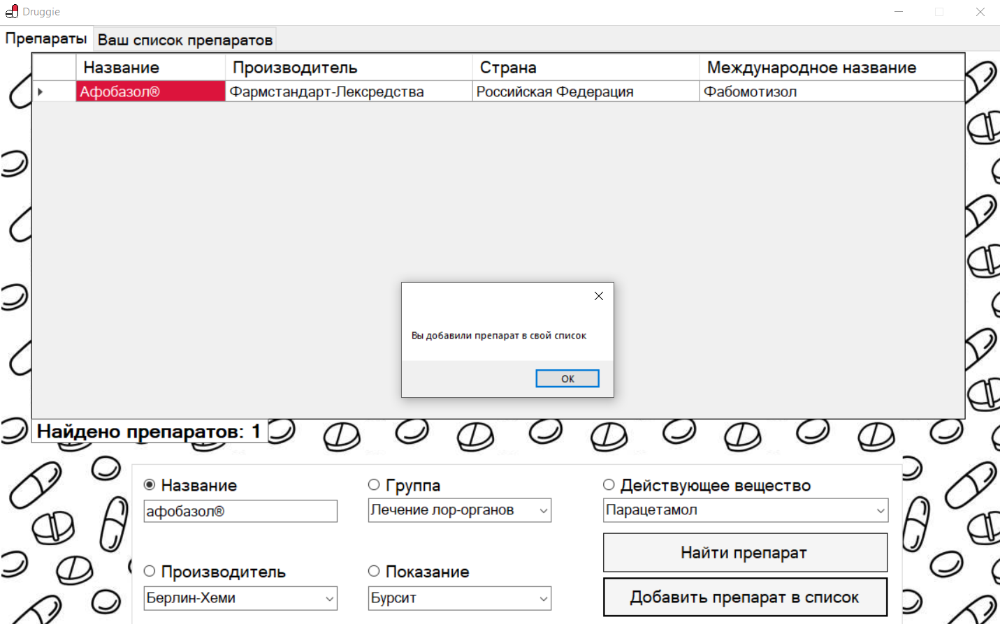 Druggie
Препараты Ваш список препаратов
Название Производитель Страна Международное название
Афобазол® Фармстандарт-Лексредства Российская Федерация Фабомотизол
Вы добавили препарат в свой список
ОК
Найдено препаратов: 1
Название Группа Действующее вещество
афобазол® Лечение лор-органов Парацетамол
Найти препарат
Производитель Показание
Берлин-Хеми Бурсит
Добавить препарат в список